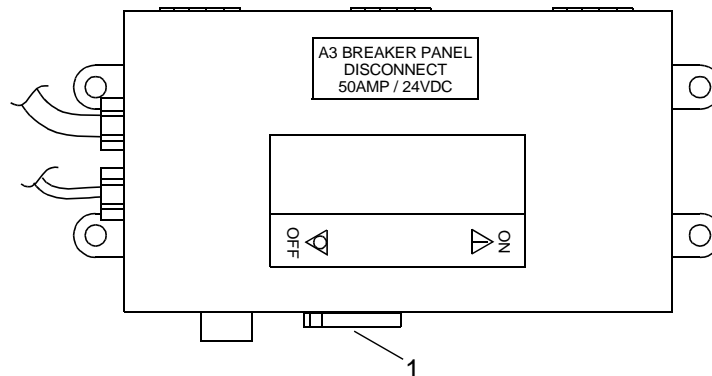 A3 BREAKER PANEL
DISCONNECT
50AMP / 24VDC
OFF
ON
1